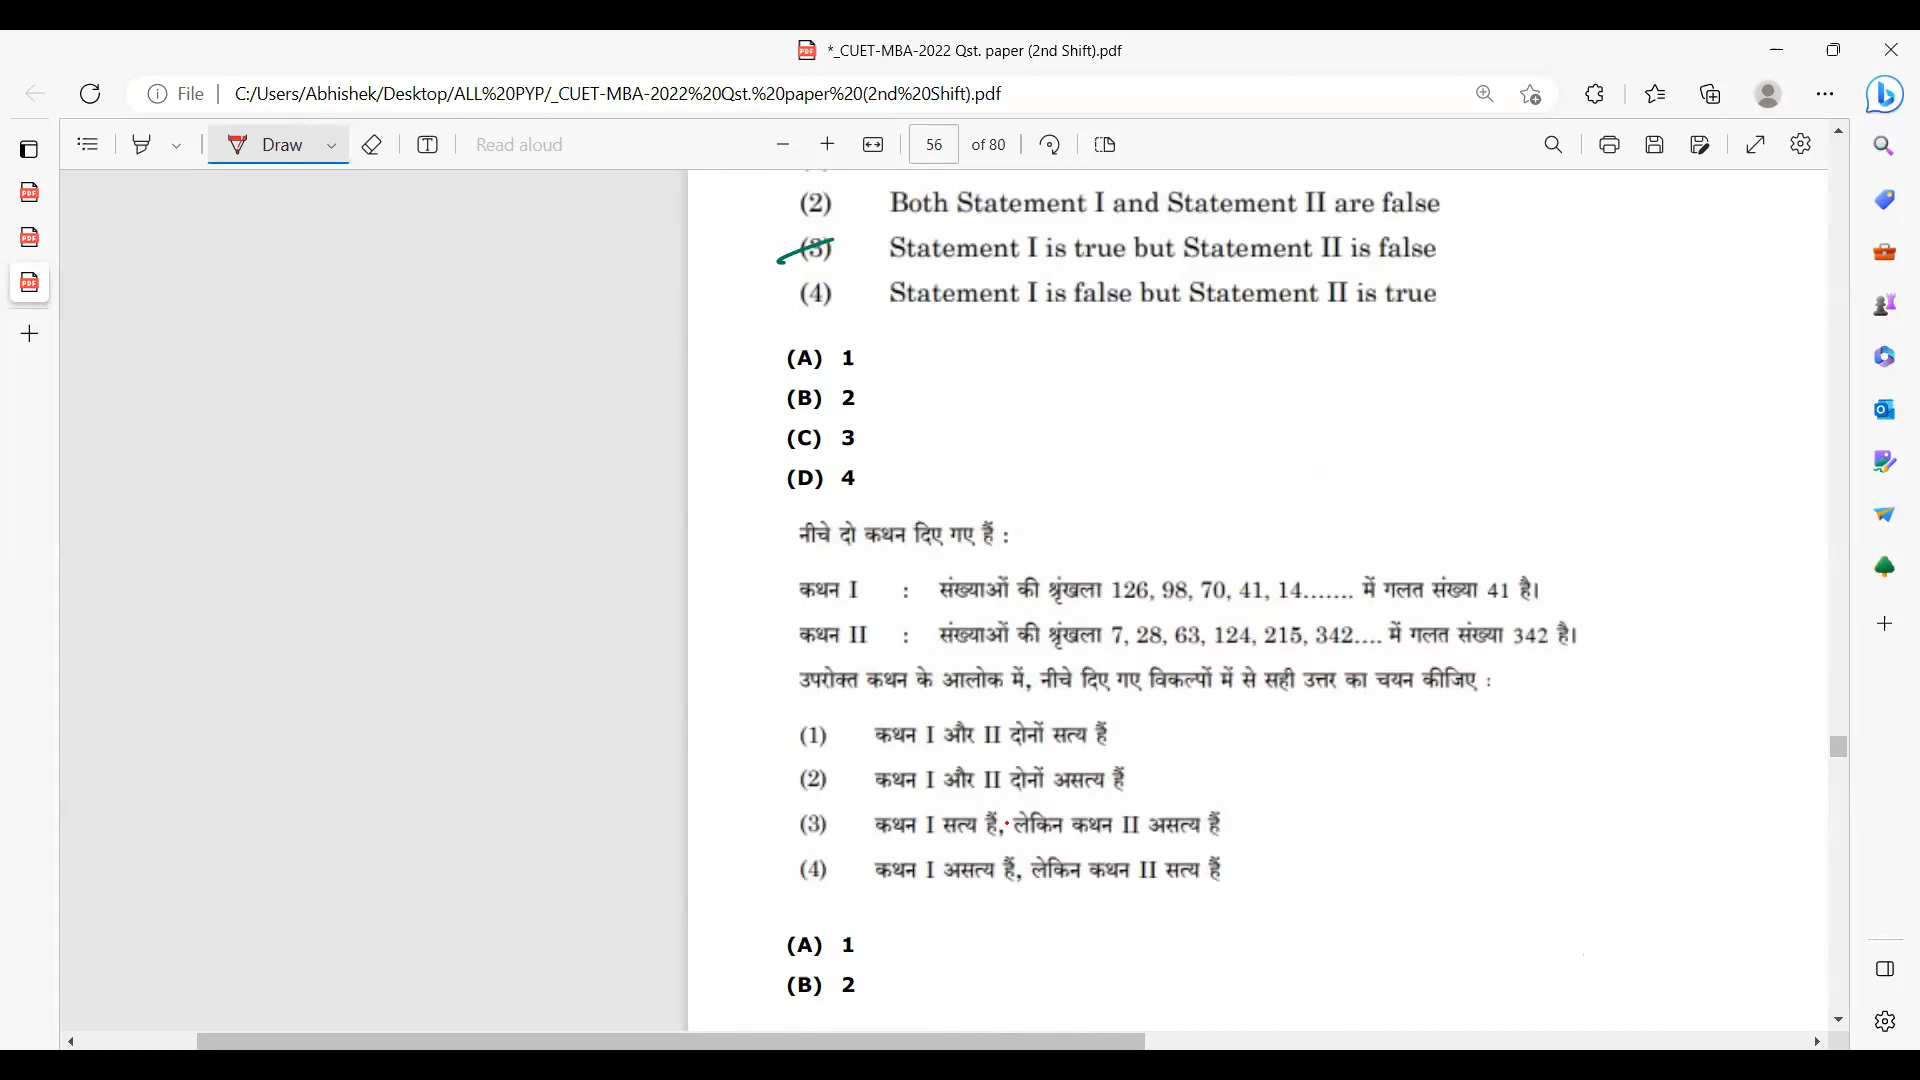 *_CUET-MBA-2022 Qst. paper (2nd Shift).pdf
File C:/Users/Abhishek/Desktop/ALL%20PYP/_CUET-MBA-2022%20Qst.%20paper%20(2nd%20Shift).pdf
Draw Read aloud 56 of 80
(2) Both Statement I and Statement II are false
(3) Statement I is true but Statement II is false
(4) Statement I is false but Statement II is true
(A) 1
(B) 2
(C) 3
(D) 4
नीचे दो कथन दिए गए हैं :
कथन I : संख्याओं की श्रृंखला 126, 98, 70, 41, 14....... में गलत संख्या 41 है।
कथन II : संख्याओं की श्रृंखला 7, 28, 63, 124, 215, 342.... में गलत संख्या 342 है।
उपरोक्त कथन के आलोक में, नीचे दिए गए विकल्पों में से सही उत्तर का चयन कीजिए :
(1) कथन I और II दोनों सत्य हैं
(2) कथन I और II दोनों असत्य हैं
(3) कथन I सत्य हैं, लेकिन कथन II असत्य हैं
(4) कथन I असत्य हैं, लेकिन कथन II सत्य हैं
(A) 1
(B) 2